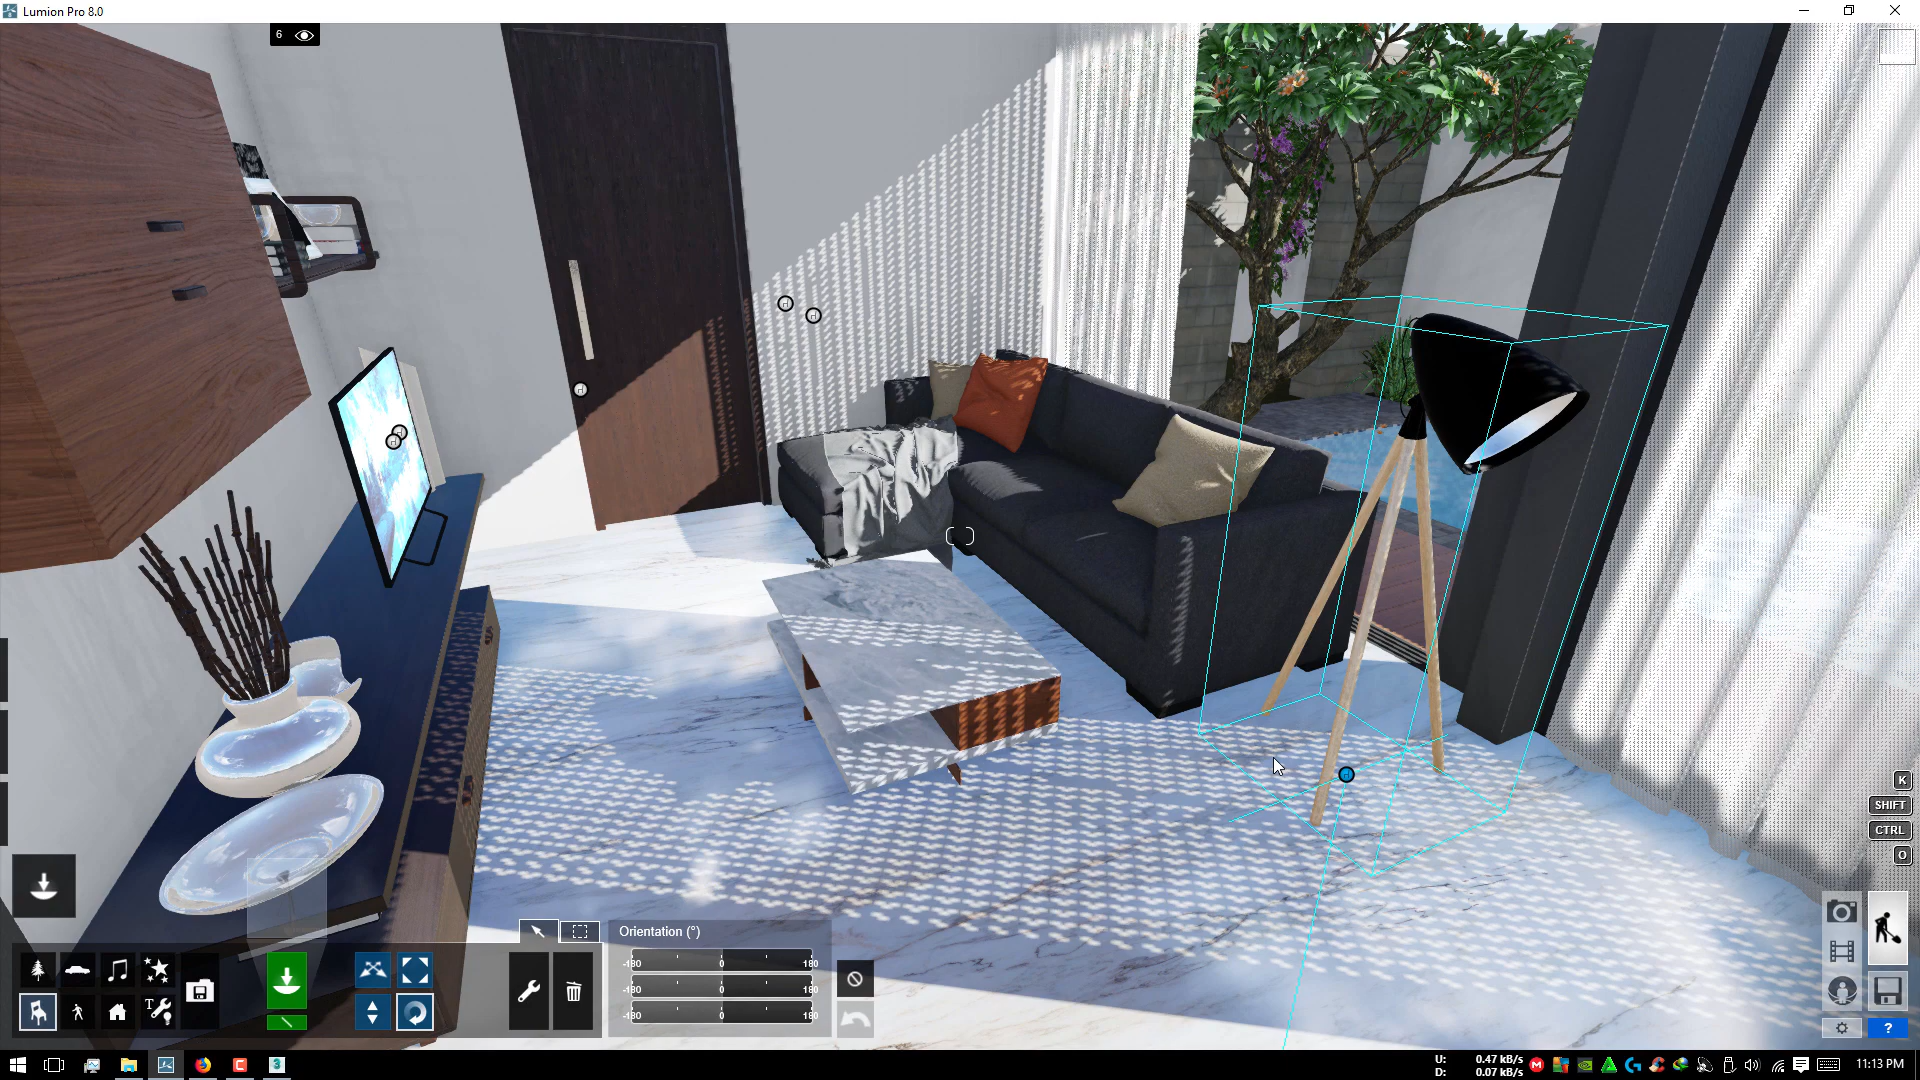 Lumion Pro 8.0
6
K
SHIFT
CTRL
O
Orientation (°)
-180 0 180
-180 0 180
-180 0 180
?
U: 0.47 kB/s
D: 0.07 kB/s
11:13 PM